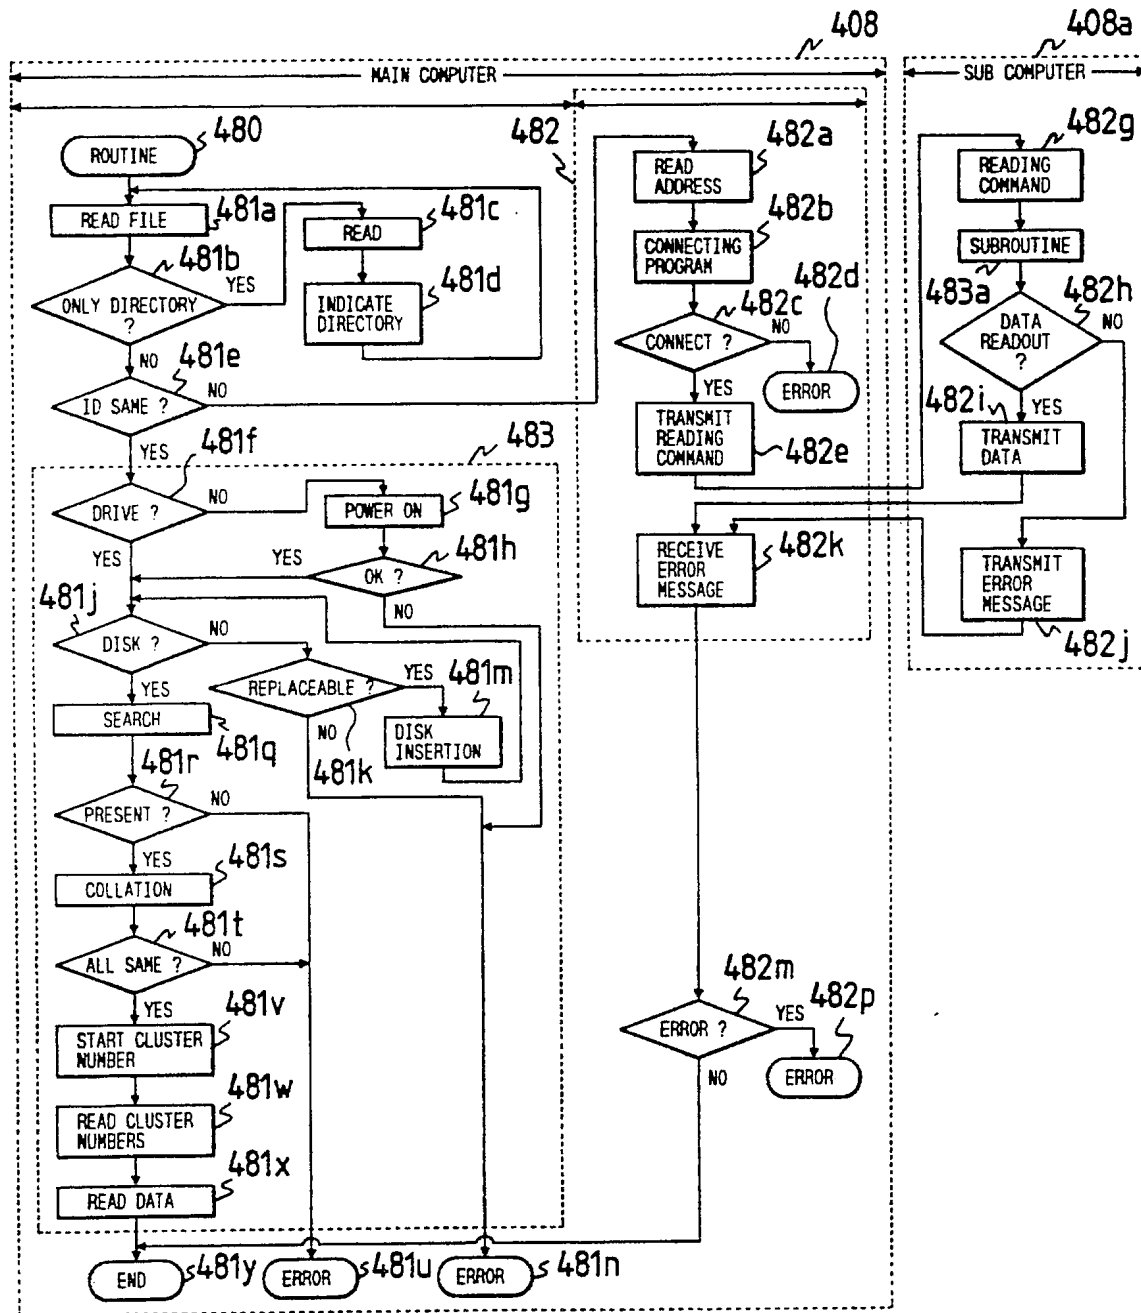 408
408a
MAIN COMPUTER
SUB COMPUTER
480
ROUTINE
READ FILE
481a
481b
ONLY DIRECTORY
?
YES
NO
READ
481c
481d
INDICATE
DIRECTORY
481e
ID SAME ?
NO
YES
482
READ
ADDRESS
482a
482b
CONNECTING
PROGRAM
482c
CONNECT ?
NO
482d
ERROR
YES
TRANSMIT
READING
COMMAND
482e
482g
READING
COMMAND
SUBROUTINE
483a
482h
DATA
READOUT
?
NO
YES
482i
TRANSMIT
DATA
TRANSMIT
ERROR
MESSAGE
482j
RECEIVE
ERROR
MESSAGE
482k
483
481f
DRIVE ?
NO
YES
POWER ON
481g
481h
OK ?
YES
NO
481j
DISK ?
NO
YES
REPLACEABLE ?
YES
NO
481k
481m
DISK
INSERTION
SEARCH
481q
481r
PRESENT ?
NO
YES
481s
COLLATION
481t
ALL SAME ?
NO
YES
481v
START CLUSTER
NUMBER
481w
READ CLUSTER
NUMBERS
481x
READ DATA
482m
ERROR ?
YES
NO
482p
ERROR
END
481y
ERROR
481u
ERROR
481n